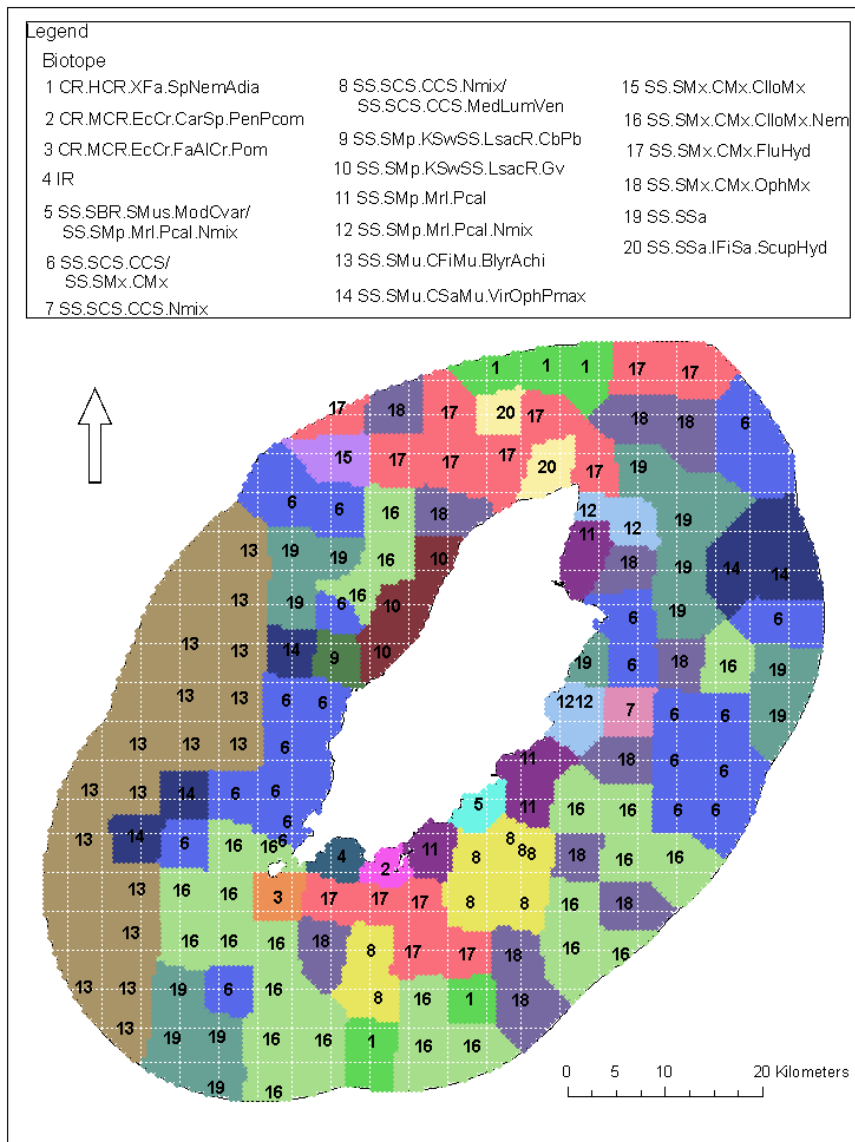 Legend
Biotope
1 CR.HCR.XFa.SpNemAdia
2 CR.MCR.EcCr.CarSp.PenPcom
3 CR.MCR.EcCr.FaAlCr.Pom
4 IR
5 SS.SBR.SMus.ModCvar/
SS.SMp.Mrl.Pcal.Nmix
6 SS.SCS.CCS/
SS.SMx.CMx
7 SS.SCS.CCS.Nmix
8 SS.SCS.CCS.Nmix/
SS.SCS.CCS.MedLumVen
9 SS.SMp.KSwSS.LsacR.CbPb
10 SS.SMp.KSwSS.LsacR.Gv
11 SS.SMp.Mrl.Pcal
12 SS.SMp.Mrl.Pcal.Nmix
13 SS.SMu.CFiMu.BlyrAchi
14 SS.SMu.CSaMu.VirOphPmax
15 SS.SMx.CMx.ClloMx
16 SS.SMx.CMx.ClloMx.Nem
17 SS.SMx.CMx.FluHyd
18 SS.SMx.CMx.OphMx
19 SS.SSa
20 SS.SSa.IFiSa.ScupHyd
1 1 1 17 17
17 18 17 20 17 18 18 6
15 17 17 17 20 17 19
6 6 16 18 12 12 19
13 19 19 16 10 11 18 19 14 14
13 19 6 16 10 6 19 6
13 13 14 9 10 19 6 18 16 19
13 13 6 6 12 12 7 6 6 19
13 13 13 6 11 18 6
13 13 14 6 6 5 11 16 16 6 6
13 14 6 16 16 6 6 4 2 11 8 8 8 8 18 16 16
13 16 16 3 17 17 17 8 8 16 18
13 16 16 16 18 8 17 17 18 16 16
13 13 19 6 16 8 16 1 18
13 19 19 16 16 1 16 16
19 16
0 5 10 20 Kilometers